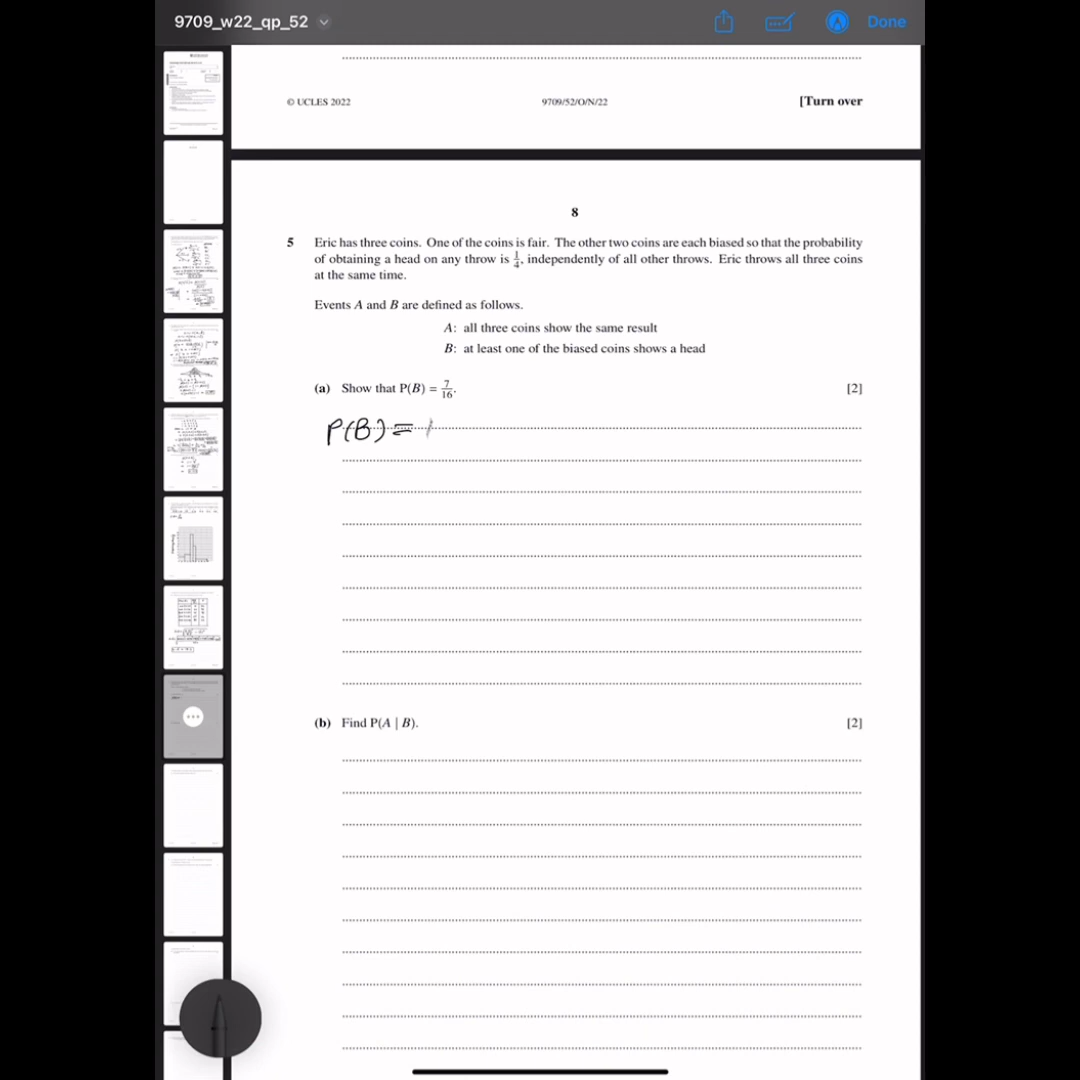 9709_w22_qp_52
Done
© UCLES 2022
9709/52/O/N/22
[Turn over
8
5 Eric has three coins. One of the coins is fair. The other two coins are each biased so that the probability
of obtaining a head on any throw is 1/4, independently of all other throws. Eric throws all three coins
at the same time.
Events A and B are defined as follows.
A: all three coins show the same result
B: at least one of the biased coins shows a head
(a) Show that P(B) = 7/16. [2]
P(B) =
(b) Find P(A | B). [2]